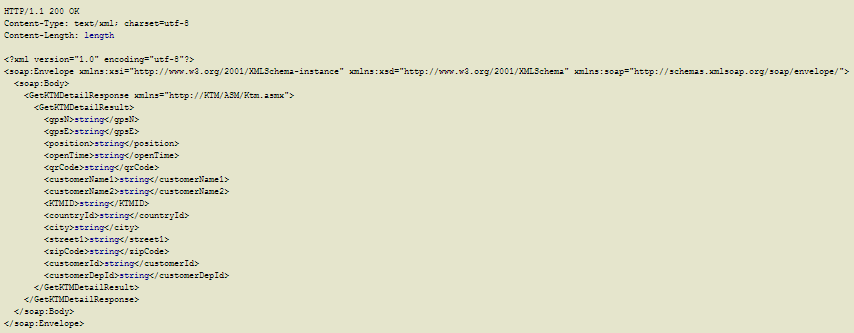 HTTP/1.1 200 OK
Content-Type: text/xml; charset=utf-8
Content-Length: length

<?xml version="1.0" encoding="utf-8"?>
<soap:Envelope xmlns:xsi="http://www.w3.org/2001/XMLSchema-instance" xmlns:xsd="http://www.w3.org/2001/XMLSchema" xmlns:soap="http://schemas.xmlsoap.org/soap/envelope/">
  <soap:Body>
    <GetKTMDetailResponse xmlns="http://KTM/ASM/Ktm.asmx">
      <GetKTMDetailResult>
        <gpsN>string</gpsN>
        <gpsE>string</gpsE>
        <position>string</position>
        <openTime>string</openTime>
        <qrCode>string</qrCode>
        <customerName1>string</customerName1>
        <customerName2>string</customerName2>
        <KTMID>string</KTMID>
        <countryId>string</countryId>
        <city>string</city>
        <street1>string</street1>
        <zipCode>string</zipCode>
        <customerId>string</customerId>
        <customerDepId>string</customerDepId>
      </GetKTMDetailResult>
    </GetKTMDetailResponse>
  </soap:Body>
</soap:Envelope>